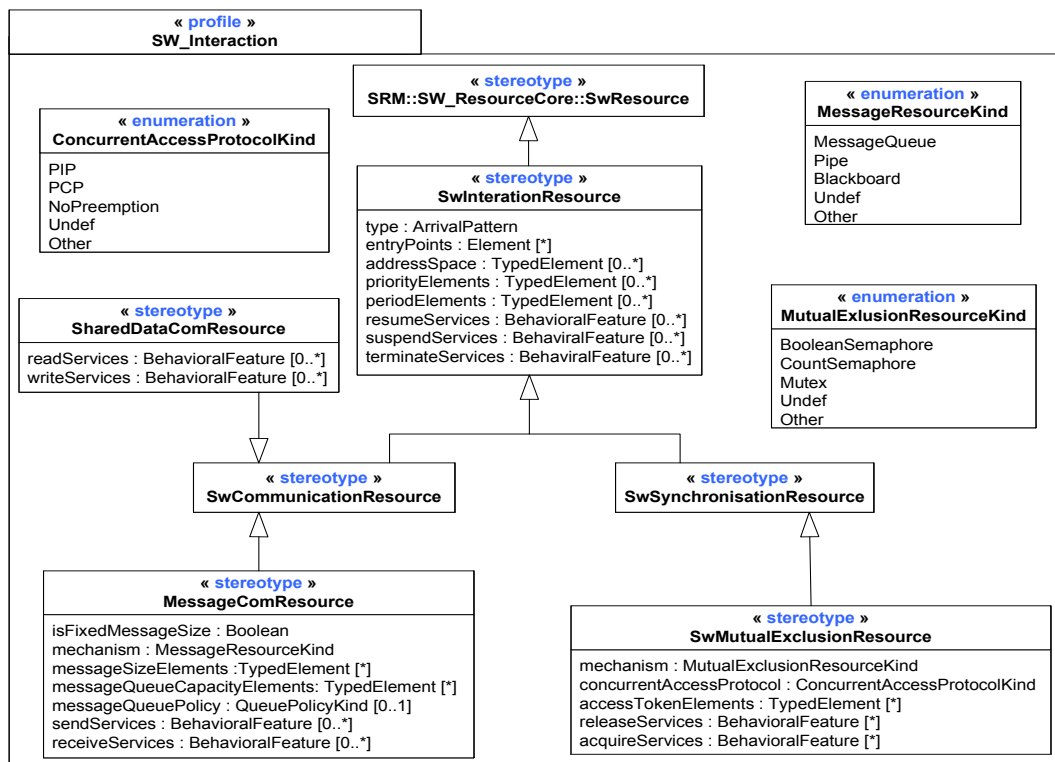 « profile »
SW_Interaction
« stereotype »
SRM::SW_ResourceCore::SwResource
« enumeration »
ConcurrentAccessProtocolKind
PIP
PCP
NoPreemption
Undef
Other
« enumeration »
MessageResourceKind
MessageQueue
Pipe
Blackboard
Undef
Other
« stereotype »
SwInterationResource
type : ArrivalPattern
entryPoints : Element [*]
addressSpace : TypedElement [0..*]
priorityElements : TypedElement [0..*]
periodElements : TypedElement [0..*]
resumeServices : BehavioralFeature [0..*]
suspendServices : BehavioralFeature [0..*]
terminateServices : BehaviralFeature [0..*]
« stereotype »
SharedDataComResource
readServices : BehavioralFeature [0..*]
writeServices : BehavioralFeature [0..*]
« enumeration »
MutualExlusionResourceKind
BooleanSemaphore
CountSemaphore
Mutex
Undef
Other
« stereotype »
SwCommunicationResource
« stereotype »
SwSynchronisationResource
« stereotype »
MessageComResource
isFixedMessageSize : Boolean
mechanism : MessageResourceKind
messageSizeElements :TypedElement [*]
messageQueueCapacityElements: TypedElement [*]
messageQueuePolicy : QueuePolicyKind [0..1]
sendServices : BehavioralFeature [0..*]
receiveServices : BehavioralFeature [0..*]
« stereotype »
SwMutualExclusionResource
mechanism : MutualExclusionResourceKind
concurrentAccessProtocol : ConcurrentAccessProtocolKind
accessTokenElements : TypedElement [*]
releaseServices : BehavioralFeature [*]
acquireServices : BehavioralFeature [*]